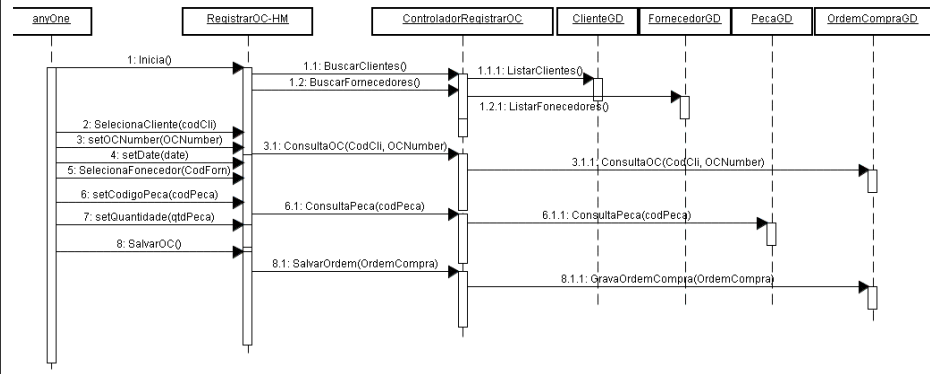 anyOne
RegistrarOC-HM
ControladorRegistrarOC
ClienteGD
FornecedorGD
PecaGD
OrdemCompraGD
1: Inicia()
1.1: BuscarClientes()
1.1.1: ListarClientes()
1.2: BuscarFornecedores()
1.2.1: ListarFonecedores()
2: SelecionaCliente(codCli)
3: setOCNumber(OCNumber)
3.1: ConsultaOC(CodCli, OCNumber)
4: setDate(date)
3.1.1: ConsultaOC(CodCli, OCNumber)
5: SelecionaFonecedor(CodForn)
6: setCodigoPeca(codPeca)
6.1: ConsultaPeca(codPeca)
7: setQuantidade(qtdPeca)
6.1.1: ConsultaPeca(codPeca)
8: SalvarOC()
8.1: SalvarOrdem(OrdemCompra)
8.1.1: GravaOrdemCompra(OrdemCompra)